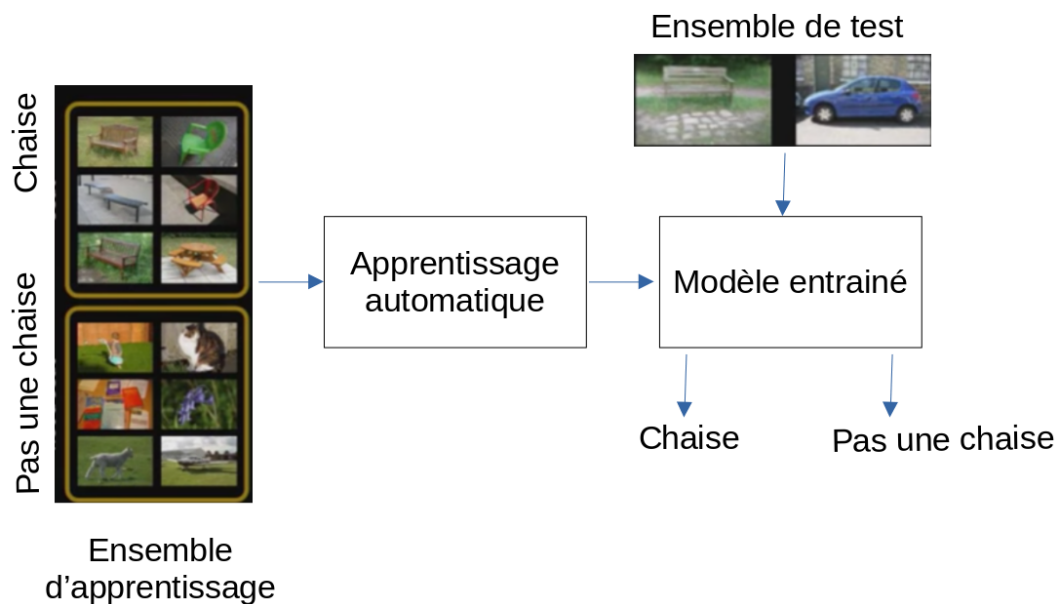 Ensemble de test
Chaise
Pas une chaise
Apprentissage
automatique
Modèle entrainé
Chaise
Pas une chaise
Ensemble
d’apprentissage